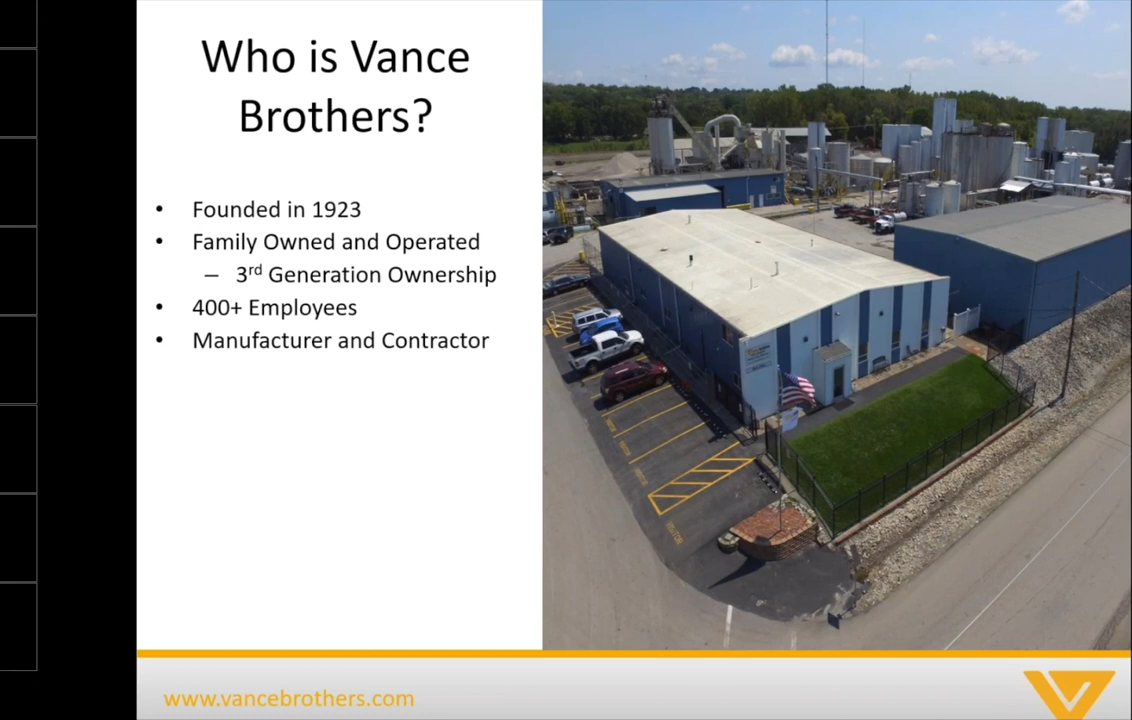 Who is Vance
Brothers?
• Founded in 1923
• Family Owned and Operated
– 3rd Generation Ownership
• 400+ Employees
• Manufacturer and Contractor
VISITOR
www.vancebrothers.com